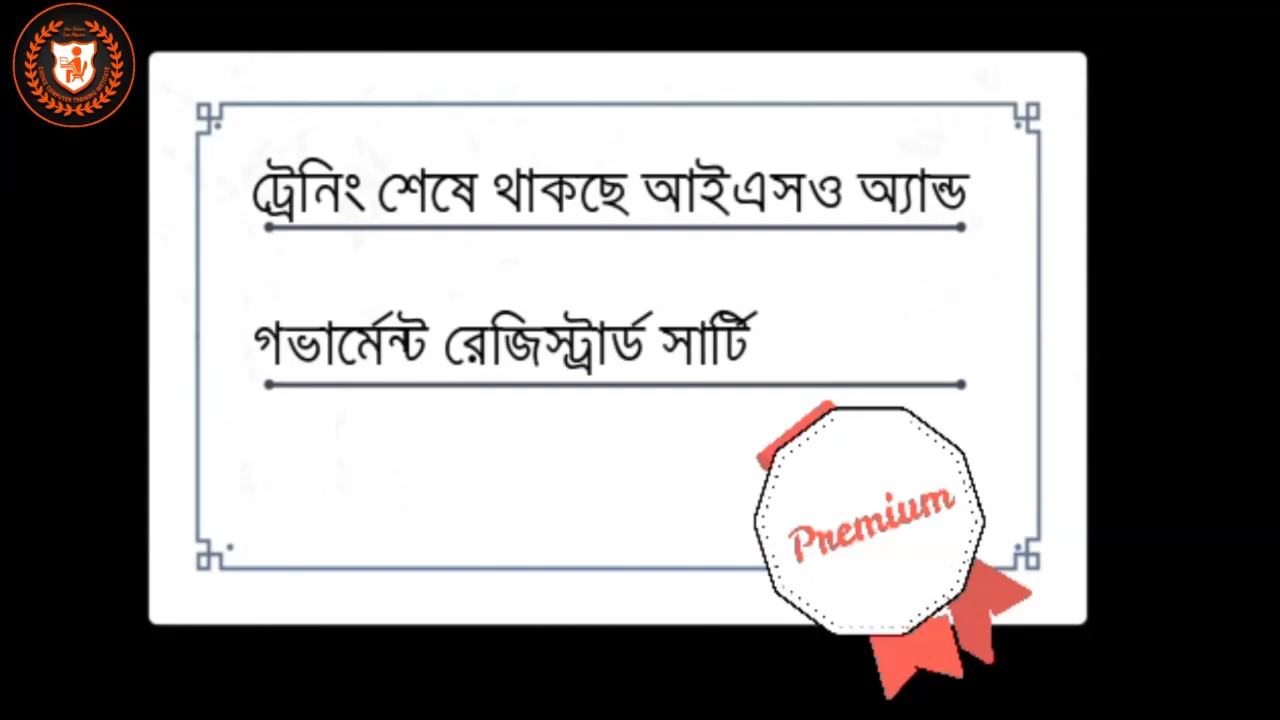 ট্রেনিং শেষে থাকছে আইএসও অ্যান্ড
গভার্মেন্ট রেজিস্ট্রার্ড সার্টি
Premium